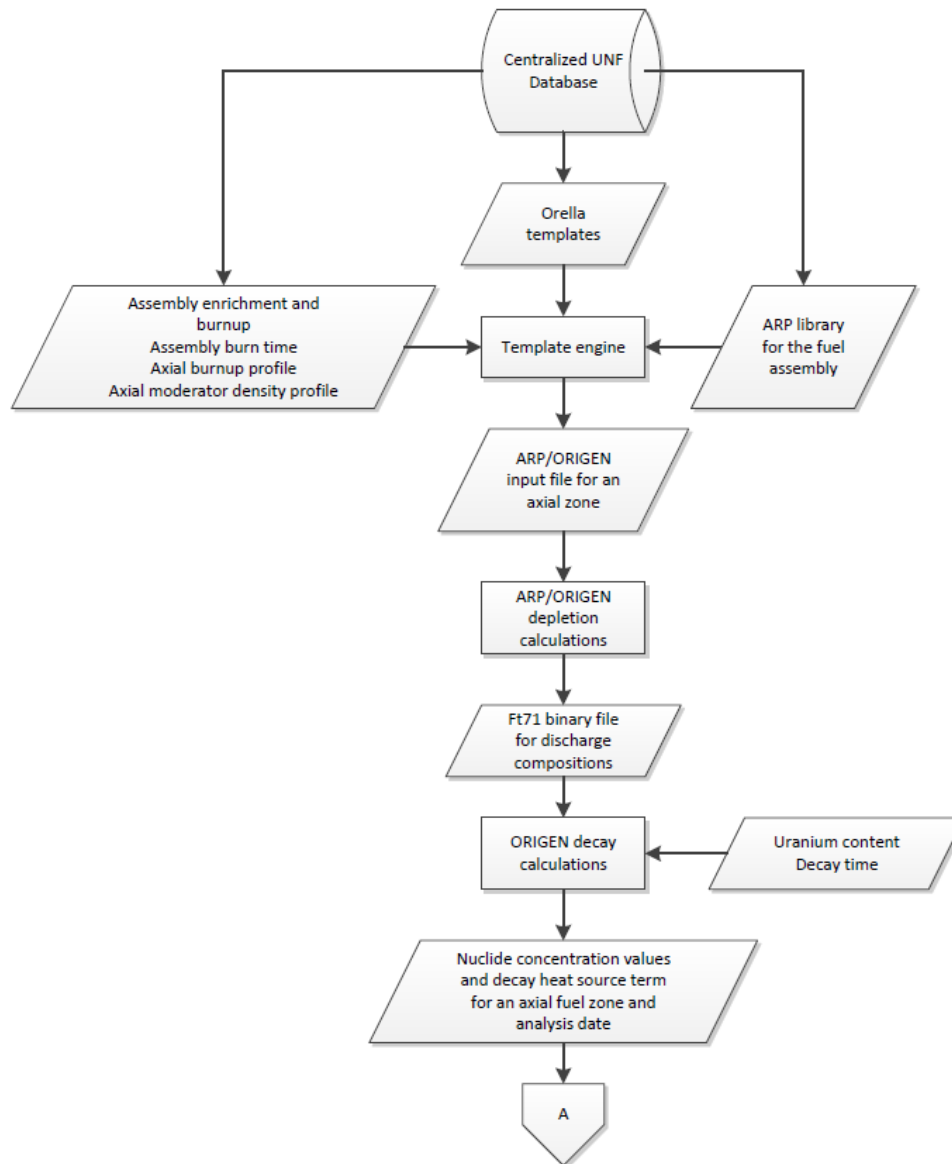 Centralized UNF
Database
Orella
templates
Assembly enrichment and
burnup
Assembly burn time
Axial burnup profile
Axial moderator density profile
Template engine
ARP library
for the fuel
assembly
ARP/ORIGEN
input file for an
axial zone
ARP/ORIGEN
depletion
calculations
Ft71 binary file
for discharge
compositions
ORIGEN decay
calculations
Uranium content
Decay time
Nuclide concentration values
and decay heat source term
for an axial fuel zone and
analysis date
A